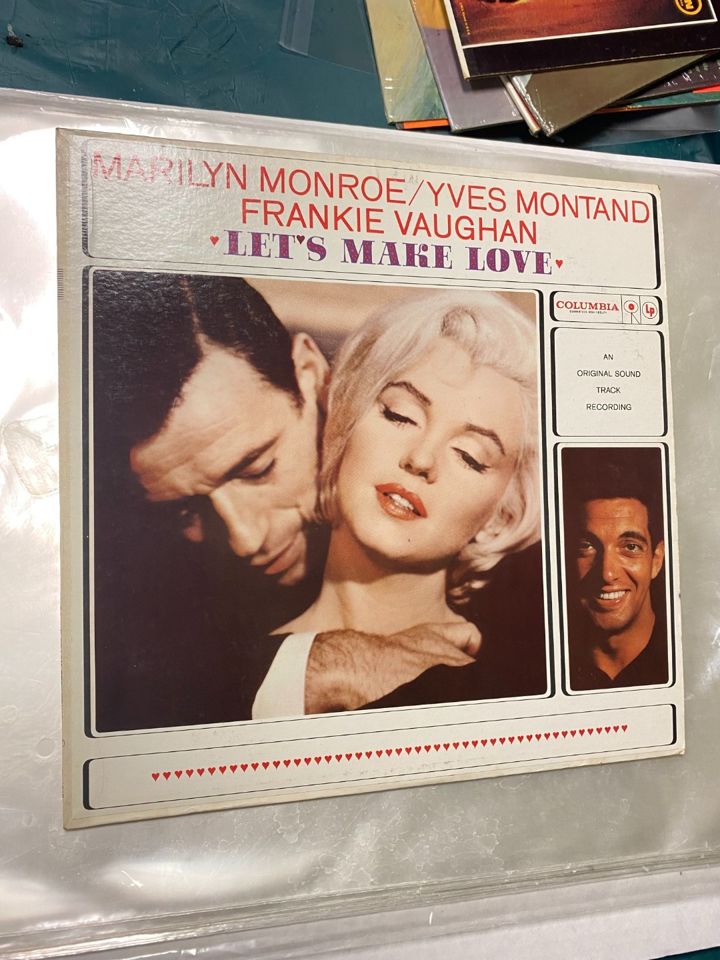 MARILYN MONROE/YVES MONTAND
FRANKIE VAUGHAN
LET'S MAKE LOVE
COLUMBIA
Lp
AN
ORIGINAL SOUND
TRACK
RECORDING